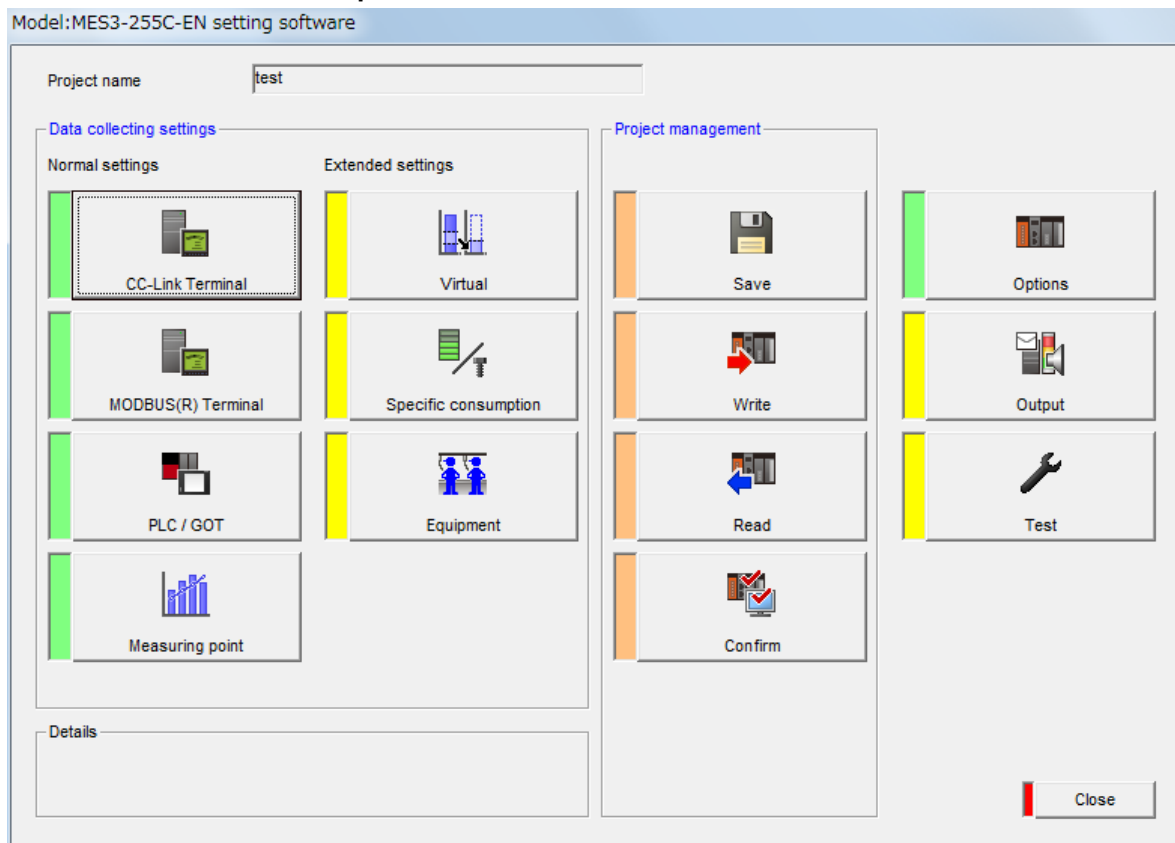 Model:MES3-255C-EN setting software
Project name
test
Data collecting settings
Normal settings
Extended settings
CC-Link Terminal
Virtual
MODBUS(R) Terminal
Specific consumption
PLC / GOT
Equipment
Measuring point
Details
Project management
Save
Write
Read
Confirm
Options
Output
Test
Close